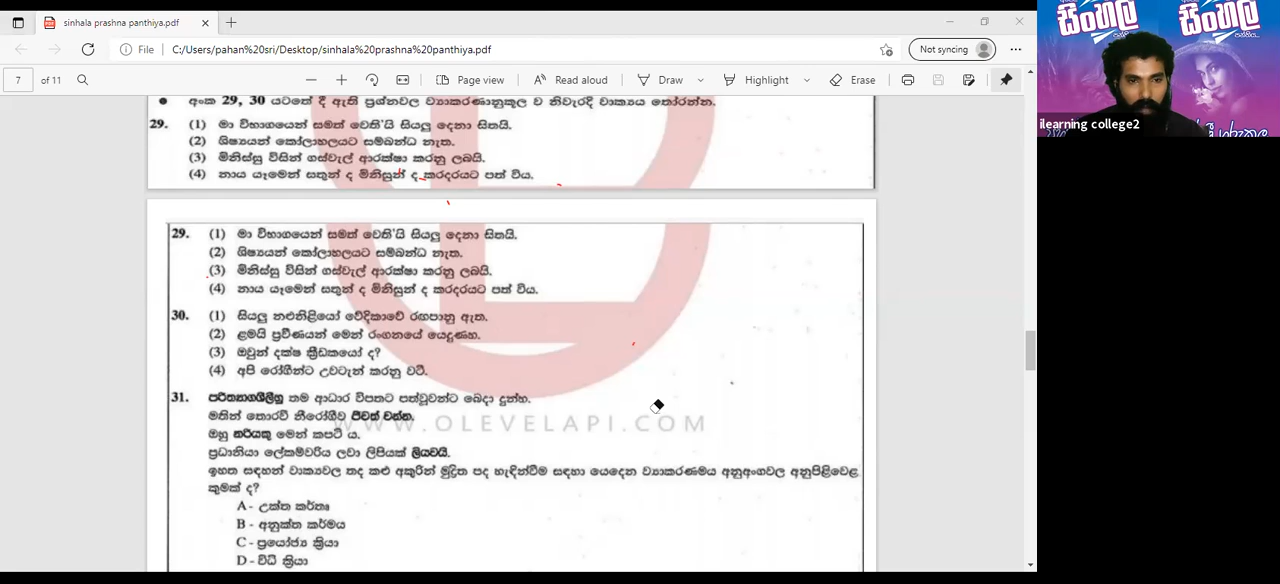 sinhala prashna panthiya.pdf
File C:/Users/pahan%20sri/Desktop/sinhala%20prashna%20panthiya.pdf Not syncing
7 of 11 Page view Read aloud Draw Highlight Erase
සිංහල සිංහල
ilearning college2
● අංක 29, 30 යටතේ දී ඇති ප්‍රශ්නවල ව්‍යාකරණානුකූල ව නිවැරදි වාක්‍යය තෝරන්න.
29. (1) මා විභාගයෙන් සමත් වෙති'යි සියලු දෙනා සිතයි.
(2) ශිෂ්‍යයන් කෝලාහලයට සම්බන්ධ නැත.
(3) මිනිස්සු විසින් ගස්වැල් ආරක්ෂා කරනු ලබයි.
(4) නාය යෑමෙන් සතුන් ද මිනිසුන් ද කරදරයට පත් විය.
29. (1) මා විභාගයෙන් සමත් වෙති'යි සියලු දෙනා සිතයි.
(2) ශිෂ්‍යයන් කෝලාහලයට සම්බන්ධ නැත.
(3) මිනිස්සු විසින් ගස්වැල් ආරක්ෂා කරනු ලබයි.
(4) නාය යෑමෙන් සතුන් ද මිනිසුන් ද කරදරයට පත් විය.
30. (1) සියලු නළුනිළියෝ වේදිකාවේ රඟපානු ඇත.
(2) ළමයි ප්‍රවීණයන් මෙන් රංගනයේ යෙදුණහ.
(3) ඔවුන් දක්ෂ ක්‍රීඩකයෝ ද?
(4) අපි රෝගීන්ට උවටැන් කරනු වටී.
31. පරිත්‍යාගශීලීහු තම ආධාර විපතට පත්වූවන්ට බෙදා දුන්හ.
මතින් තොරවී නීරෝගීව ජීවත් වන්න.
WWW.OLEVELAPI.COM
ඔහු නරියකු මෙන් කපටි ය.
ප්‍රධානියා ලේකම්වරිය ලවා ලිපියක් ලියවයි.
ඉහත සඳහන් වාක්‍යවල තද කළු අකුරින් මුද්‍රිත පද හැඳින්වීම සඳහා යෙදෙන ව්‍යාකරණමය අනුඅංගවල අනුපිළිවෙළ
කුමක් ද?
A - උක්ත කර්තෘ
B - අනුක්ත කර්මය
C - ප්‍රයෝජ්‍ය ක්‍රියා
D - විධි ක්‍රියා